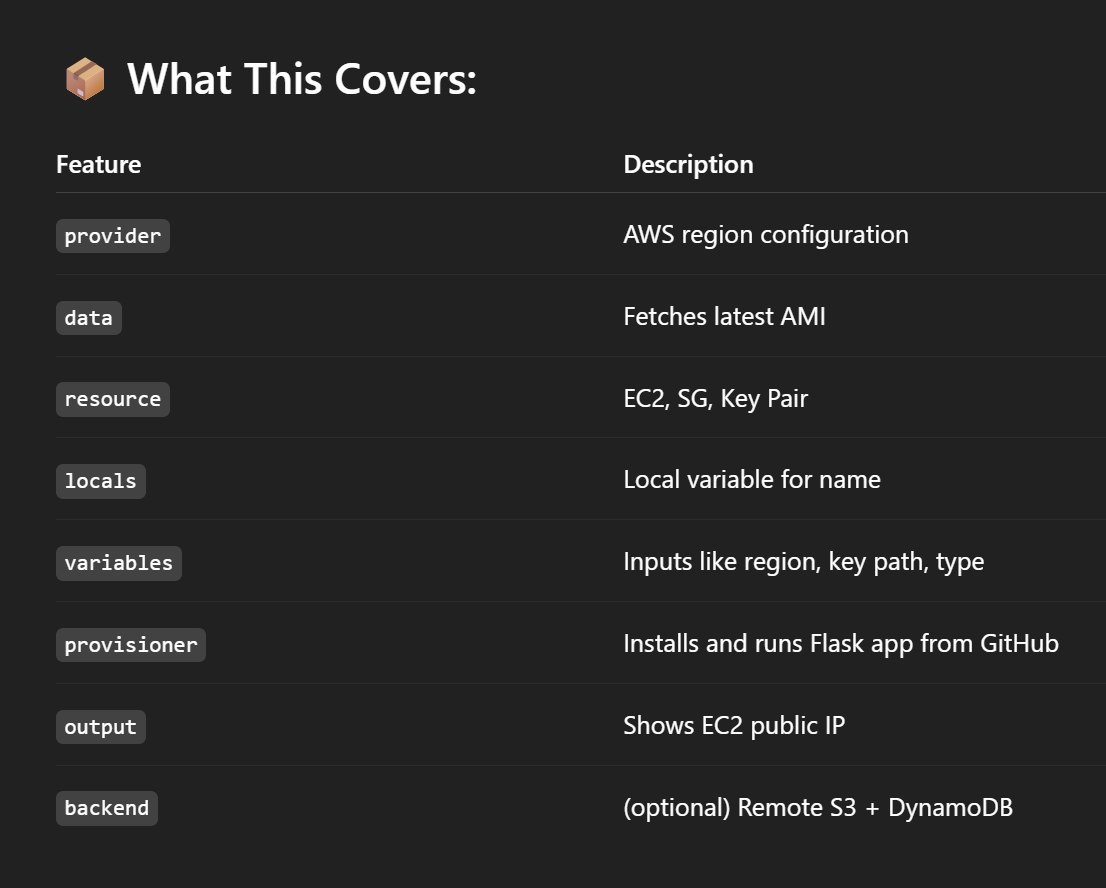 📦 What This Covers:
Feature Description
provider AWS region configuration
data Fetches latest AMI
resource EC2, SG, Key Pair
locals Local variable for name
variables Inputs like region, key path, type
provisioner Installs and runs Flask app from GitHub
output Shows EC2 public IP
backend (optional) Remote S3 + DynamoDB